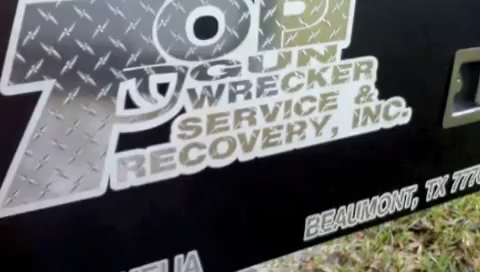 TOP
GUN
WRECKER
SERVICE &
RECOVERY, INC.
BEAUMONT, TX